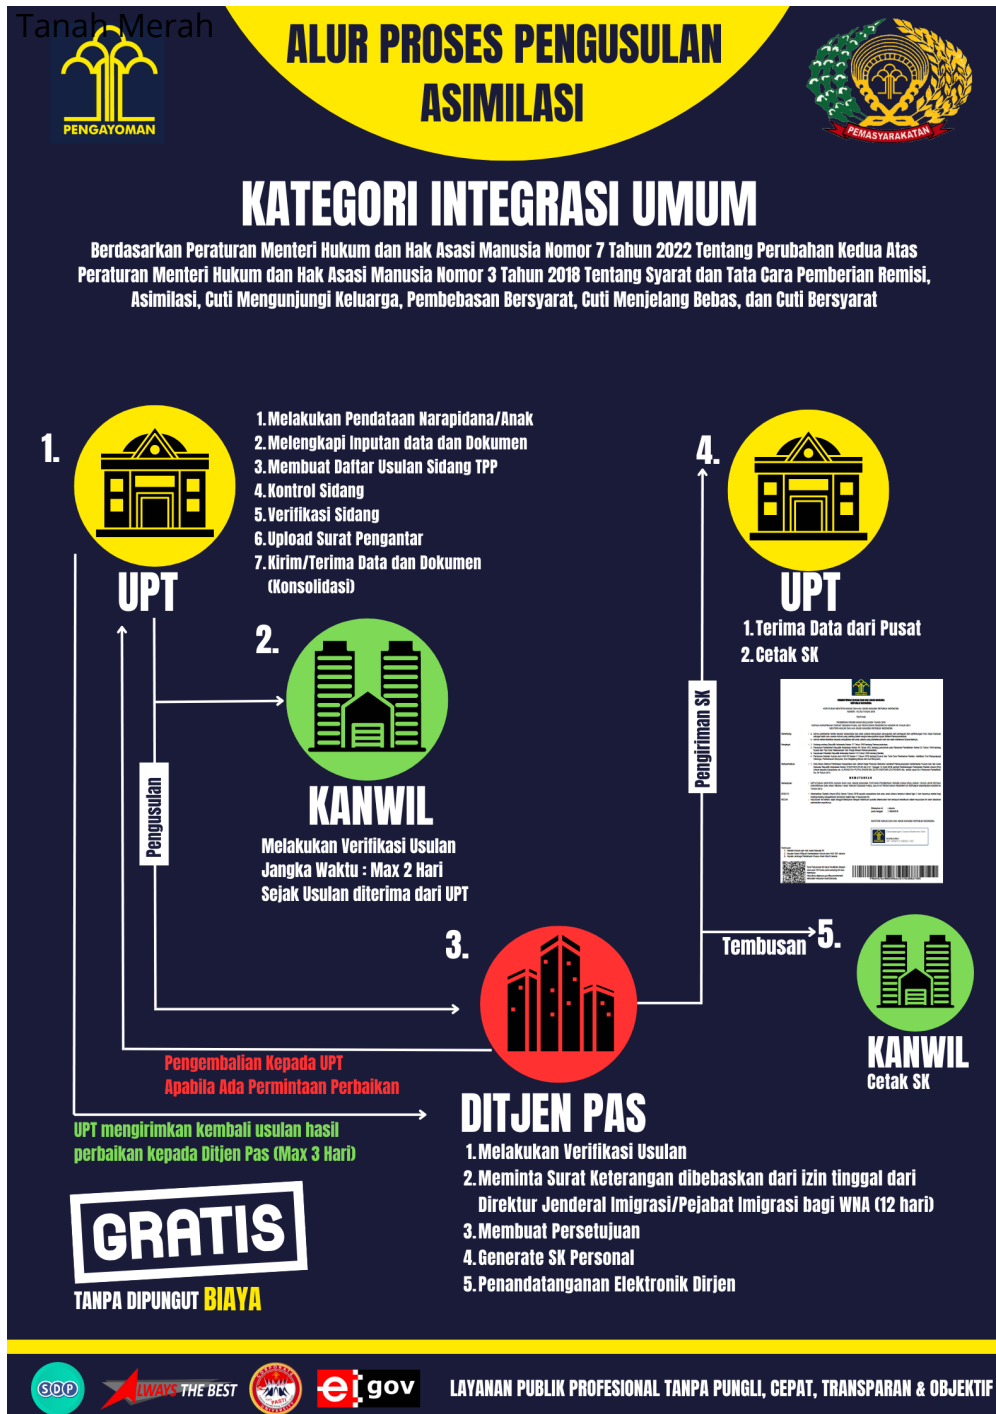 Tanah Merah
PENGAYOMAN
ALUR PROSES PENGUSULAN
ASIMILASI
PEMASYARAKATAN
KATEGORI INTEGRASI UMUM
Berdasarkan Peraturan Menteri Hukum dan Hak Asasi Manusia Nomor 7 Tahun 2022 Tentang Perubahan Kedua Atas
Peraturan Menteri Hukum dan Hak Asasi Manusia Nomor 3 Tahun 2018 Tentang Syarat dan Tata Cara Pemberian Remisi,
Asimilasi, Cuti Mengunjungi Keluarga, Pembebasan Bersyarat, Cuti Menjelang Bebas, dan Cuti Bersyarat
1.
UPT
1. Melakukan Pendataan Narapidana/Anak
2. Melengkapi Inputan data dan Dokumen
3. Membuat Daftar Usulan Sidang TPP
4. Kontrol Sidang
5. Verifikasi Sidang
6. Upload Surat Pengantar
7. Kirim/Terima Data dan Dokumen
(Konsolidasi)
Pengusulan
2.
KANWIL
Melakukan Verifikasi Usulan
Jangka Waktu : Max 2 Hari
Sejak Usulan diterima dari UPT
3.
DITJEN PAS
1. Melakukan Verifikasi Usulan
2. Meminta Surat Keterangan dibebaskan dari izin tinggal dari
Direktur Jenderal Imigrasi/Pejabat Imigrasi bagi WNA (12 hari)
3. Membuat Persetujuan
4. Generate SK Personal
5. Penandatanganan Elektronik Dirjen
Pengembalian Kepada UPT
Apabila Ada Permintaan Perbaikan
UPT mengirimkan kembali usulan hasil
perbaikan kepada Ditjen Pas (Max 3 Hari)
Pengiriman SK
4.
UPT
1. Terima Data dari Pusat
2. Cetak SK
Tembusan
5.
KANWIL
Cetak SK
GRATIS
TANPA DIPUNGUT BIAYA
SDP
ALWAYS THE BEST
CORPORATE
UNIVERSITY
PASTI
ei gov
LAYANAN PUBLIK PROFESIONAL TANPA PUNGLI, CEPAT, TRANSPARAN & OBJEKTIF